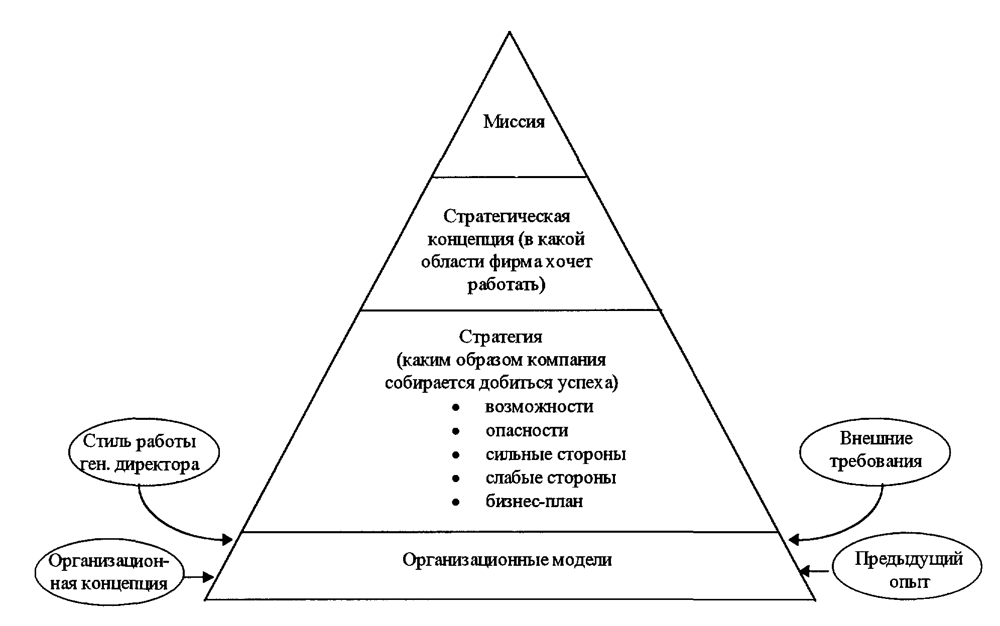 Миссия
Стратегическая
концепция (в какой
области фирма хочет
работать)
Стратегия
(каким образом компания
собирается добиться успеха)
• возможности
• опасности
• сильные стороны
• слабые стороны
• бизнес-план
Стиль работы
ген. директора
Внешние
требования
Организацион-
ная концепция
Организационные модели
Предыдущий
опыт